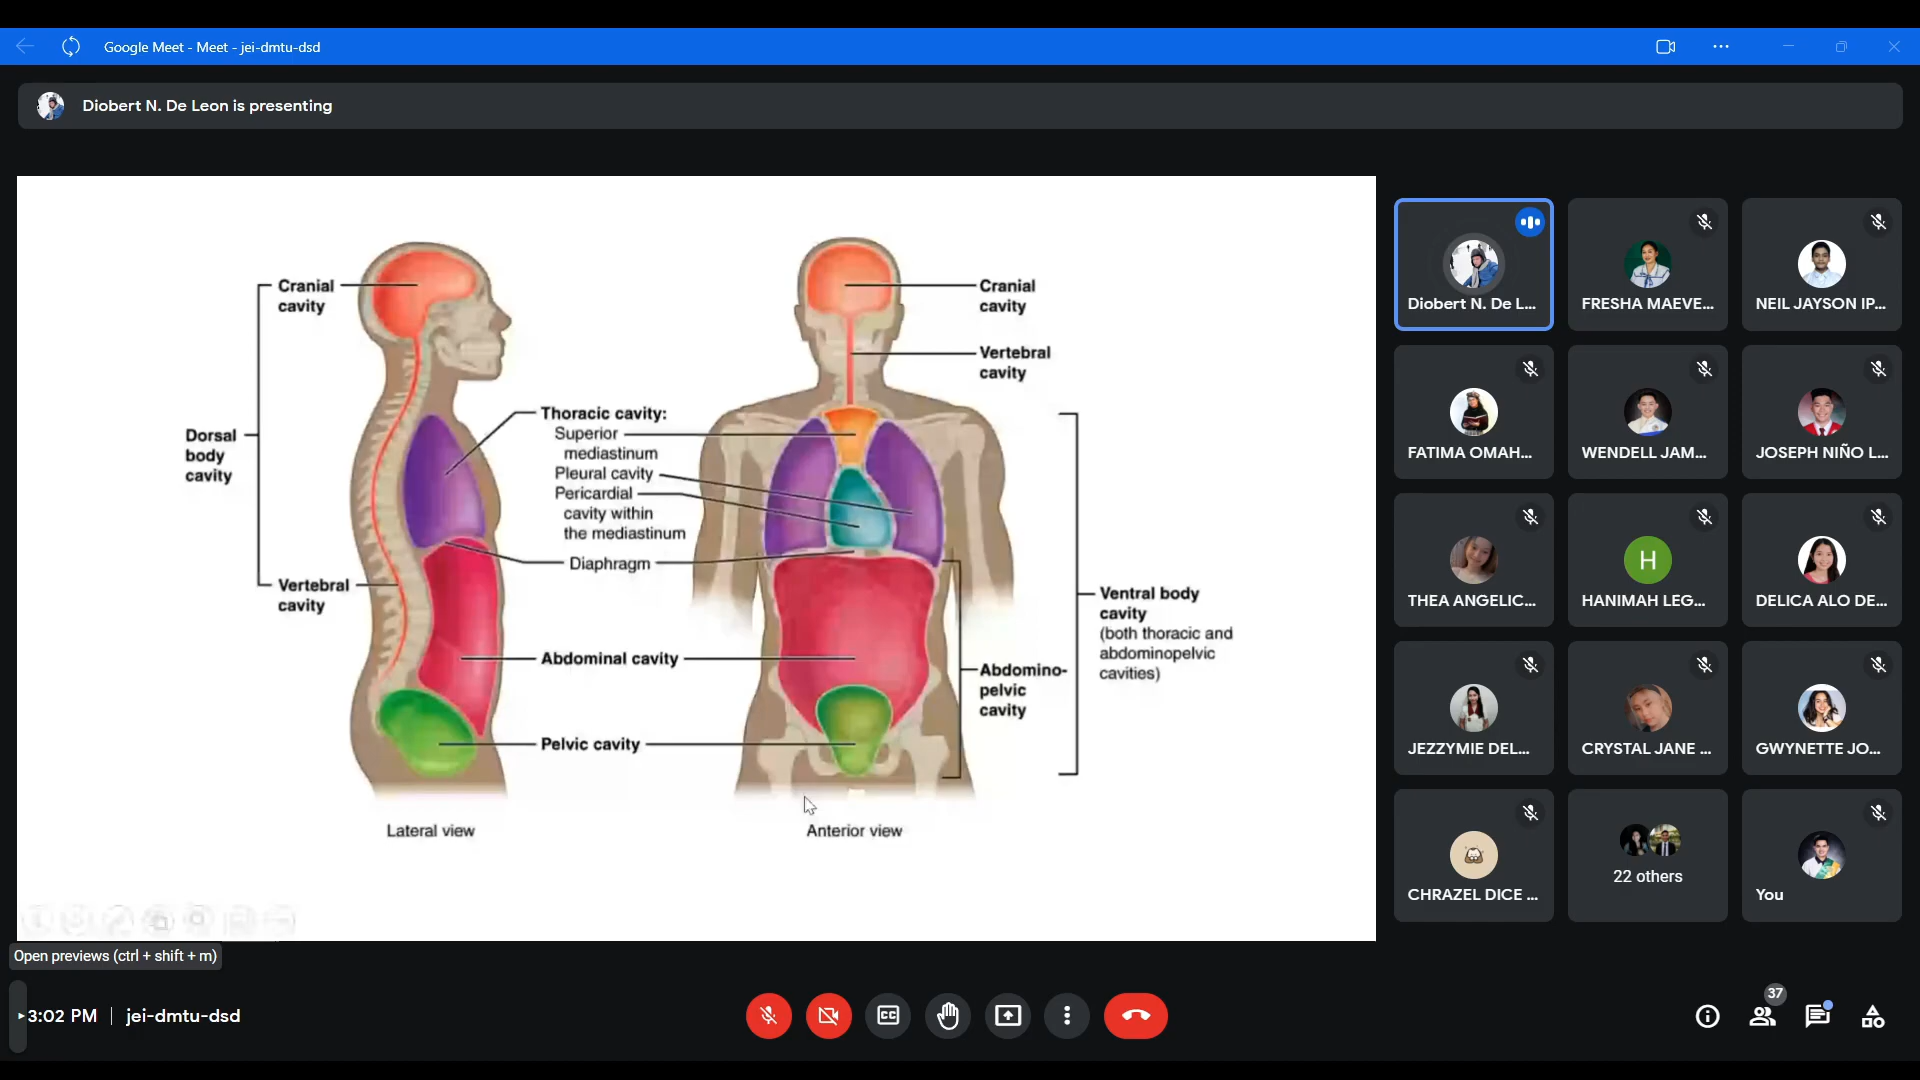 Google Meet - Meet - jei-dmtu-dsd
Diobert N. De Leon is presenting
Cranial
cavity
Dorsal
body
cavity
Vertebral
cavity
Thoracic cavity:
Superior
mediastinum
Pleural cavity
Pericardial
cavity within
the mediastinum
Diaphragm
Abdominal cavity
Pelvic cavity
Lateral view
Cranial
cavity
Vertebral
cavity
Abdomino-
pelvic
cavity
Ventral body
cavity
(both thoracic and
abdominopelvic
cavities)
Anterior view
Diobert N. De L...
FRESHA MAEVE...
NEIL JAYSON IP...
FATIMA OMAH...
WENDELL JAM...
JOSEPH NIÑO L...
THEA ANGELIC...
H
HANIMAH LEG...
DELICA ALO DE...
JEZZYMIE DEL...
CRYSTAL JANE ...
GWYNETTE JO...
CHRAZEL DICE ...
22 others
You
Open previews (ctrl + shift + m)
3:02 PM | jei-dmtu-dsd
CC
37